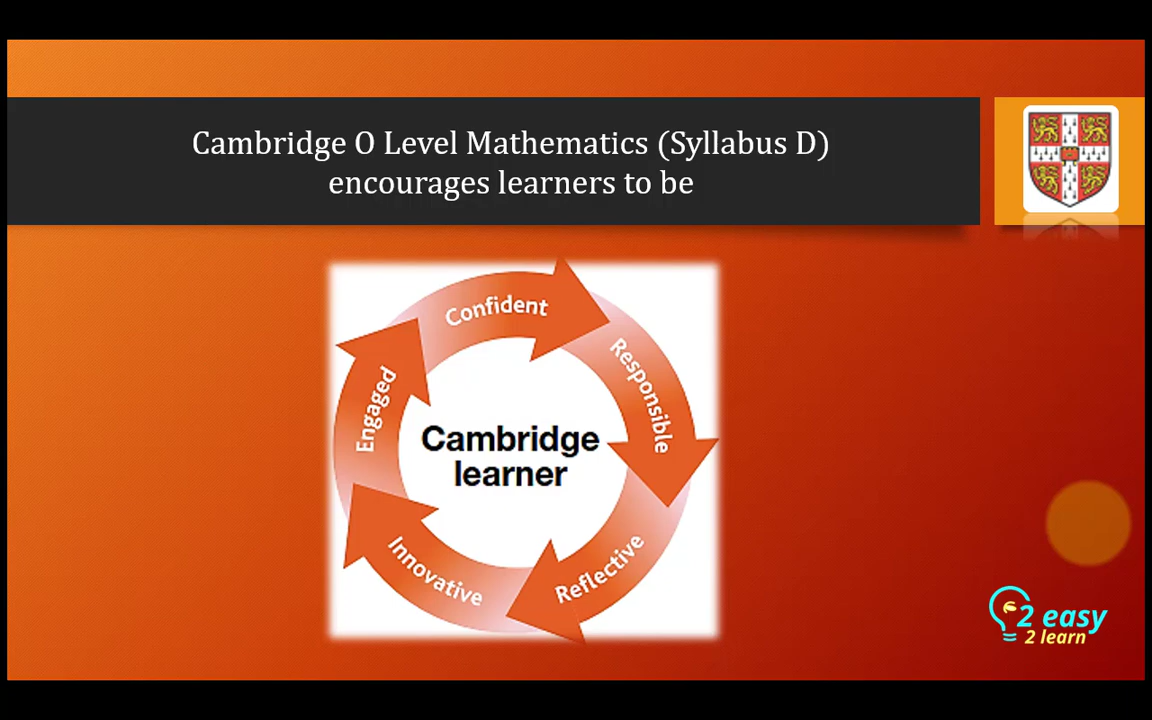 Cambridge O Level Mathematics (Syllabus D)
encourages learners to be
Confident
Responsible
Reflective
Innovative
Engaged
Cambridge
learner
2 easy
2 learn